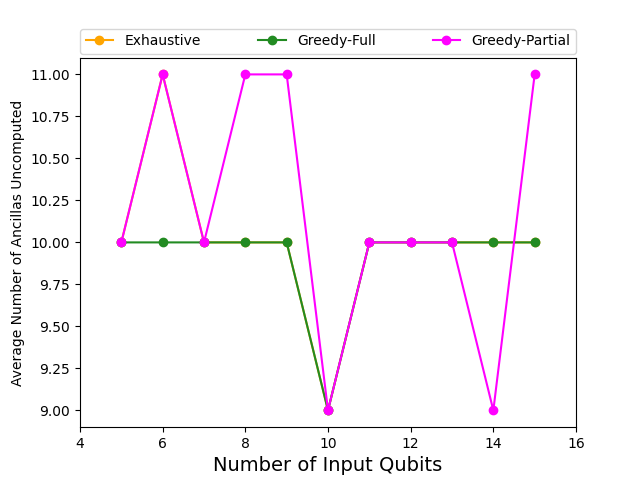 Exhaustive Greedy-Full Greedy-Partial
Average Number of Ancillas Uncomputed
11.00
10.75
10.50
10.25
10.00
9.75
9.50
9.25
9.00
4 6 8 10 12 14 16
Number of Input Qubits